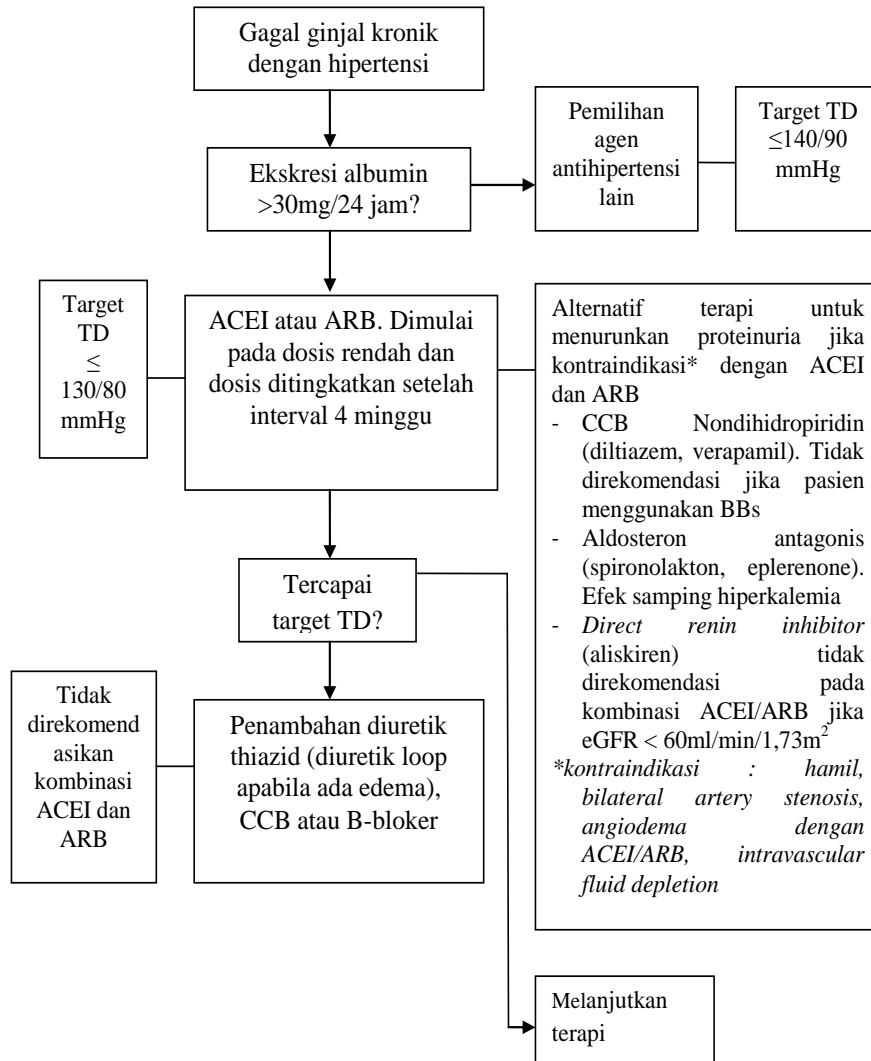 Gagal ginjal kronik
dengan hipertensi
Ekskresi albumin
>30mg/24 jam?
Pemilihan
agen
antihipertensi
lain
Target TD
≤140/90
mmHg
Target
TD
≤
130/80
mmHg
ACEI atau ARB. Dimulai
pada dosis rendah dan
dosis ditingkatkan setelah
interval 4 minggu
Alternatif terapi untuk
menurunkan proteinuria jika
kontraindikasi* dengan ACEI
dan ARB
- CCB Nondihidropiridin
(diltiazem, verapamil). Tidak
direkomendasi jika pasien
menggunakan BBs
- Aldosteron antagonis
(spironolakton, eplerenone).
Efek samping hiperkalemia
- Direct renin inhibitor
(aliskiren) tidak
direkomendasi pada
kombinasi ACEI/ARB jika
eGFR < 60ml/min/1,73m²
*kontraindikasi : hamil,
bilateral artery stenosis,
angiodema dengan
ACEI/ARB, intravascular
fluid depletion
Tercapai
target TD?
Tidak
direkomend
asikan
kombinasi
ACEI dan
ARB
Penambahan diuretik
thiazid (diuretik loop
apabila ada edema),
CCB atau B-bloker
Melanjutkan
terapi